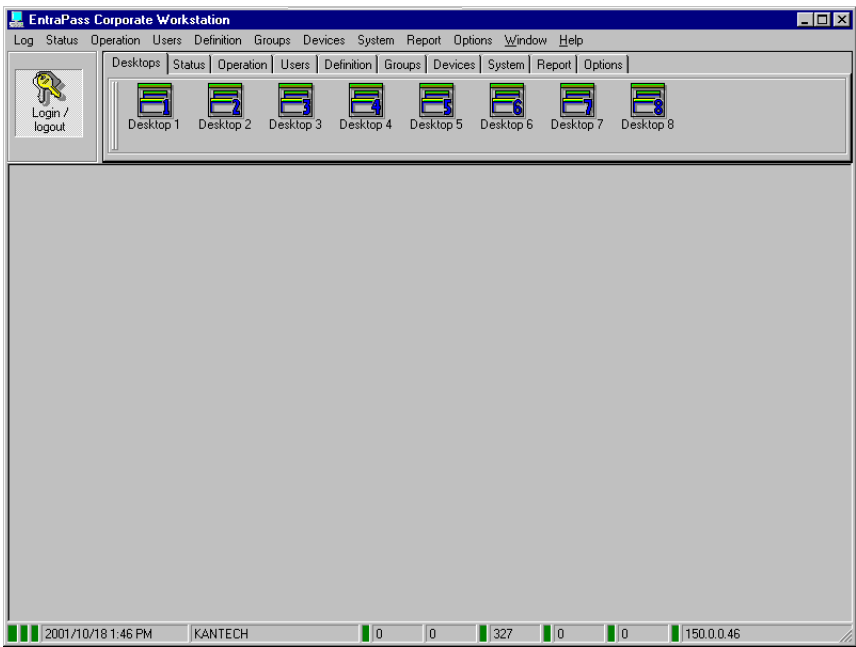 EntraPass Corporate Workstation
Log Status Operation Users Definition Groups Devices System Report Options Window Help
Desktops Status Operation Users Definition Groups Devices System Report Options
Login /
logout
1 2 3 4 5 6 7 8
Desktop 1 Desktop 2 Desktop 3 Desktop 4 Desktop 5 Desktop 6 Desktop 7 Desktop 8
2001/10/18 1:46 PM KANTECH 0 0 327 0 0 150.0.0.46